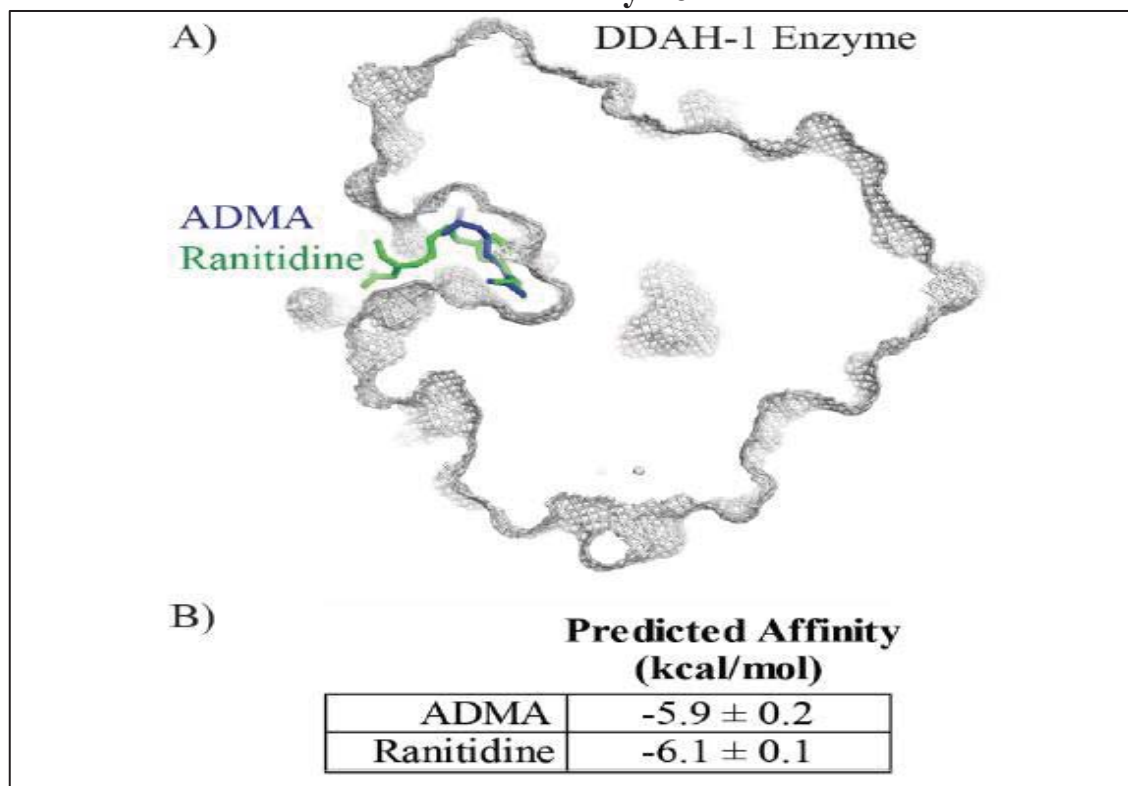 A)
DDAH-1 Enzyme
ADMA
Ranitidine
B)
Predicted Affinity
(kcal/mol)
ADMA -5.9 ± 0.2
Ranitidine -6.1 ± 0.1